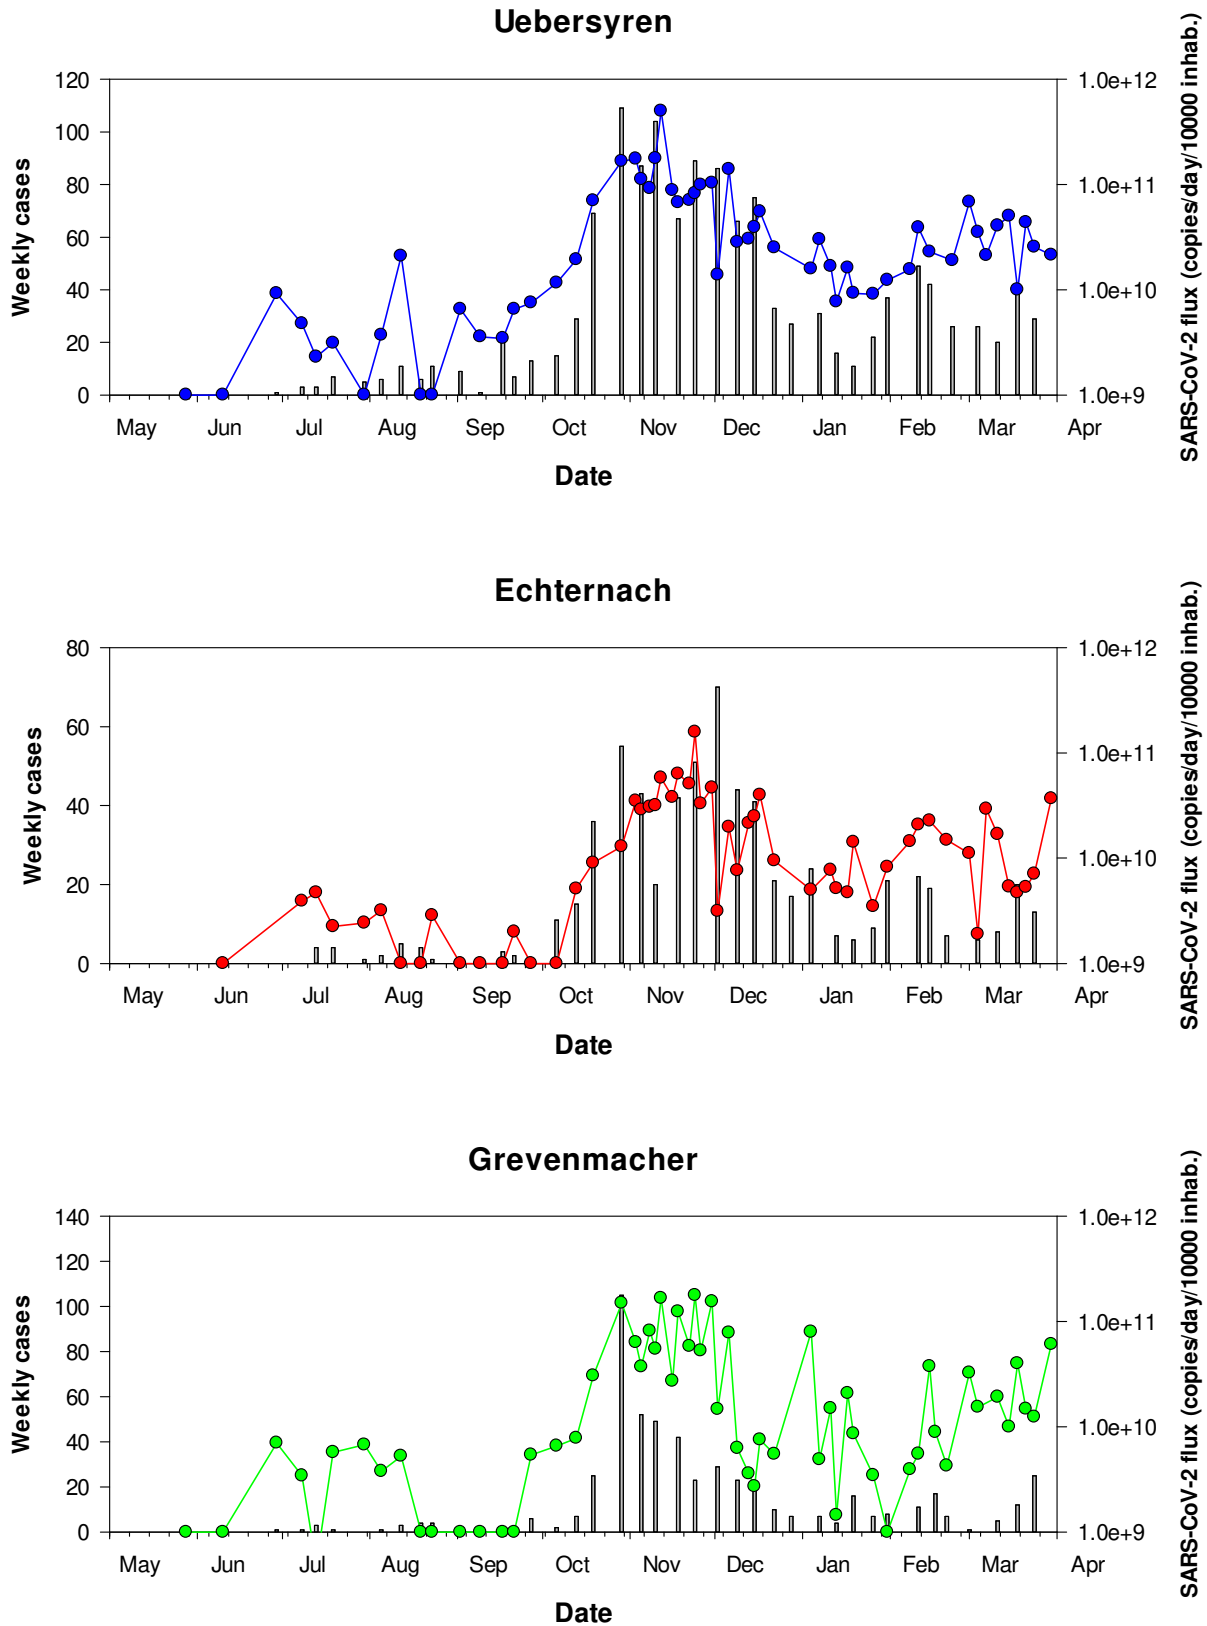 Uebersyren
120
100
80
60
40
20
0
Weekly cases
1.0e+12
1.0e+11
1.0e+10
1.0e+9
SARS-CoV-2 flux (copies/day/10000 inhab.)
May Jun Jul Aug Sep Oct Nov Dec Jan Feb Mar Apr
Date
Echternach
80
60
40
20
0
Weekly cases
1.0e+12
1.0e+11
1.0e+10
1.0e+9
SARS-CoV-2 flux (copies/day/10000 inhab.)
May Jun Jul Aug Sep Oct Nov Dec Jan Feb Mar Apr
Date
Grevenmacher
140
120
100
80
60
40
20
0
Weekly cases
1.0e+12
1.0e+11
1.0e+10
1.0e+9
SARS-CoV-2 flux (copies/day/10000 inhab.)
May Jun Jul Aug Sep Oct Nov Dec Jan Feb Mar Apr
Date